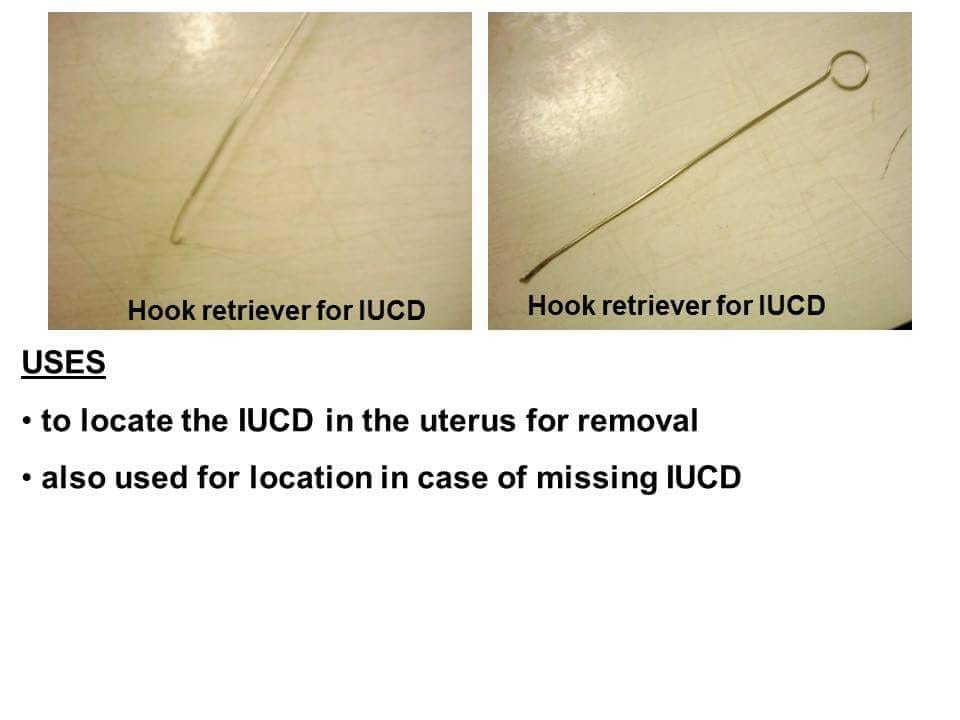 Hook retriever for IUCD
Hook retriever for IUCD
USES
• to locate the IUCD in the uterus for removal
• also used for location in case of missing IUCD